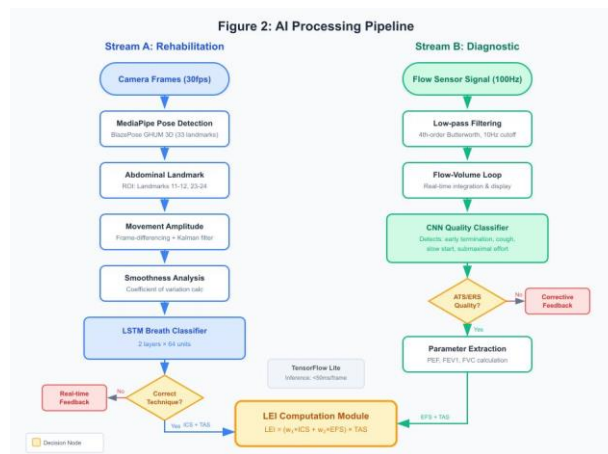 Figure 2: AI Processing Pipeline
Stream A: Rehabilitation
Camera Frames (30fps)
MediaPipe Pose Detection
BlazePose GHUM 3D (33 landmarks)
Abdominal Landmark
ROI: Landmarks 11-12, 23-24
Movement Amplitude
Frame-differencing + Kalman filter
Smoothness Analysis
Coefficient of variation calc
LSTM Breath Classifier
2 layers × 64 units
Correct
Technique?
No
Real-time
Feedback
Yes
ICS + TAS
Stream B: Diagnostic
Flow Sensor Signal (100Hz)
Low-pass Filtering
4th-order Butterworth, 10Hz cutoff
Flow-Volume Loop
Real-time integration & display
CNN Quality Classifier
Detects: early termination, cough,
slow start, submaximal effort
ATS/ERS
Quality?
No
Corrective
Feedback
Yes
Parameter Extraction
PEF, FEV1, FVC calculation
EFS + TAS
TensorFlow Lite
Inference: <50ms/frame
LEI Computation Module
LEI = (w₁×ICS + w₂×EFS) × TAS
Decision Node